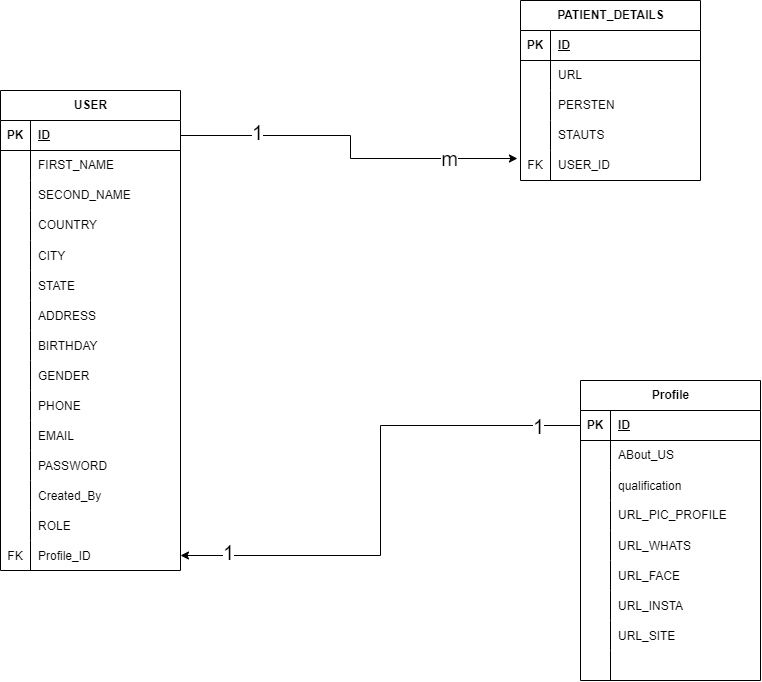 PATIENT_DETAILS
PK ID
URL
PERSTEN
STAUTS
FK USER_ID
USER
PK ID
FIRST_NAME
SECOND_NAME
COUNTRY
CITY
STATE
ADDRESS
BIRTHDAY
GENDER
PHONE
EMAIL
PASSWORD
Created_By
ROLE
FK Profile_ID
1
m
Profile
PK ID
ABout_US
qualification
URL_PIC_PROFILE
URL_WHATS
URL_FACE
URL_INSTA
URL_SITE
1
1